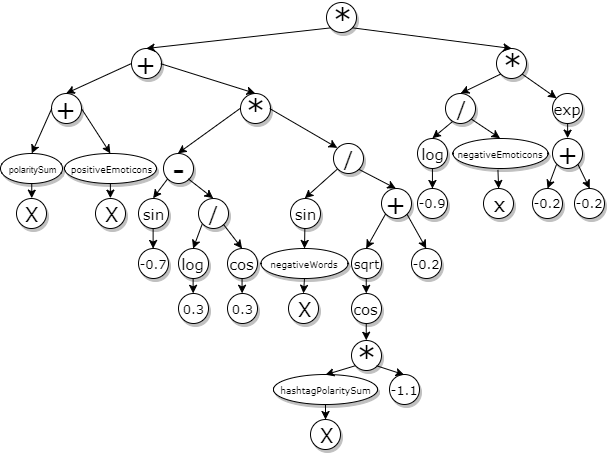 *
+ *
+ * / exp
polaritySum positiveEmoticons - / log negativeEmoticons +
X X sin / sin + -0.9 x -0.2 -0.2
-0.7 log cos negativeWords sqrt -0.2
0.3 0.3 X cos
*
hashtagPolaritySum -1.1
X